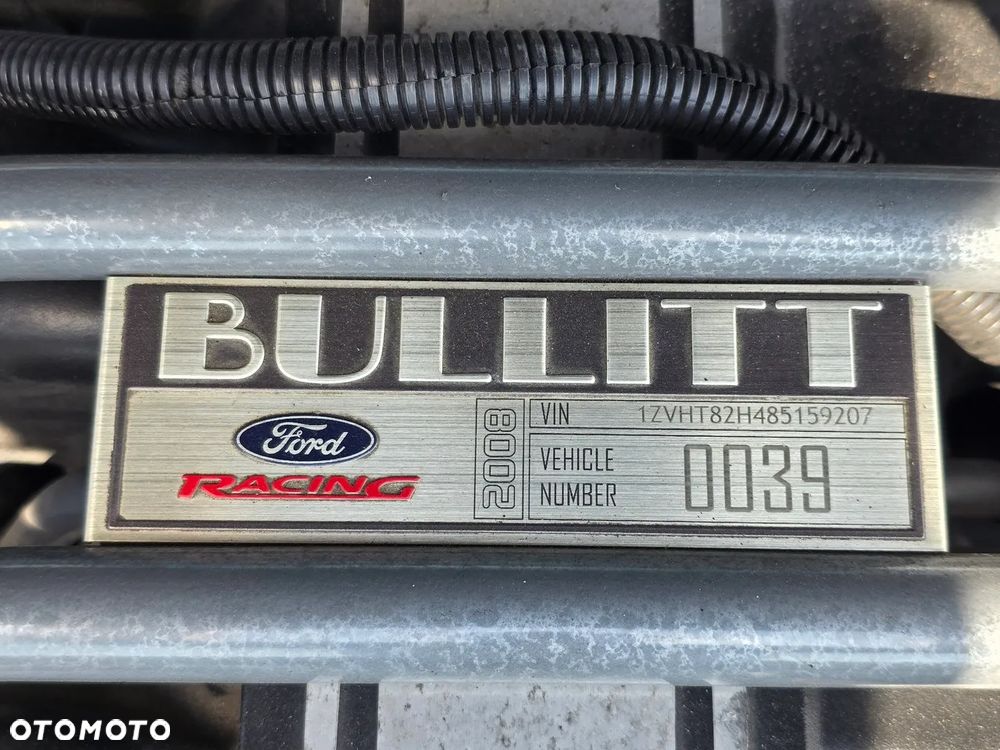 BULLITT
Ford
RACING
2008
VIN 1ZVHT82H485159207
VEHICLE
NUMBER
0039
OTOMOTO